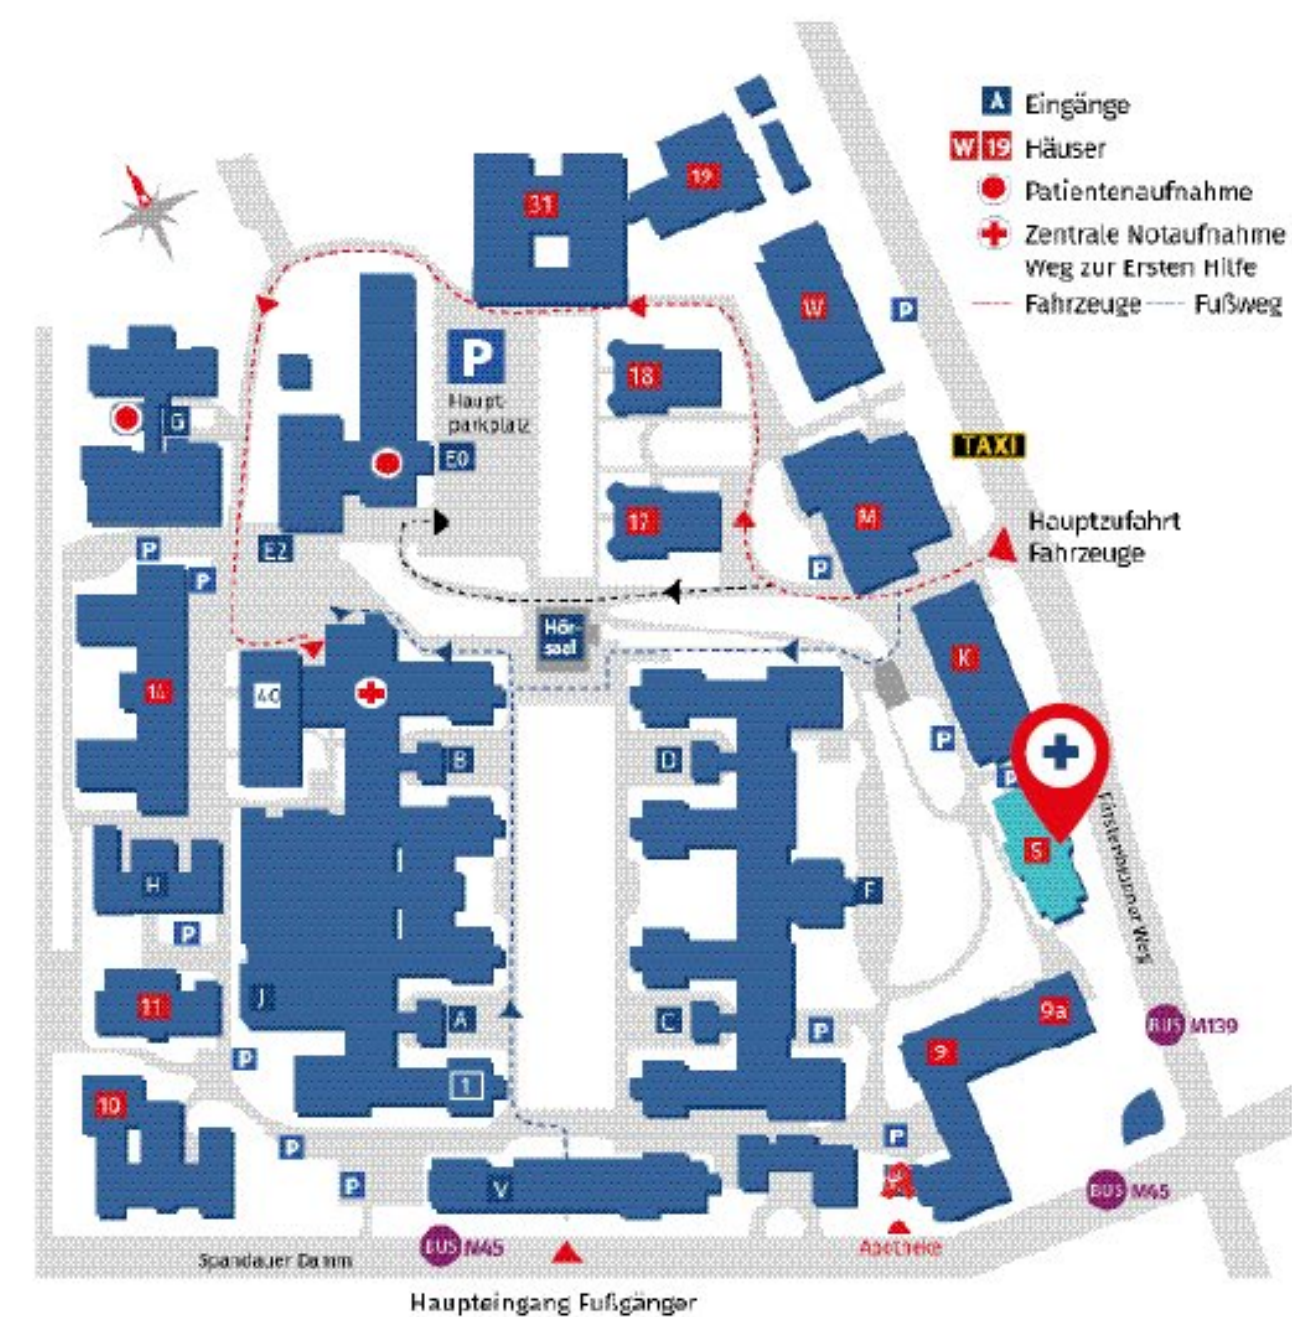 A Eingänge
W 19 Häuser
Patientenaufnahme
Zentrale Notaufnahme
Weg zur Ersten Hilfe
Fahrzeuge Fußweg
19
31
W
P
18
P
Haupt-
parkplatz
G
E0
TAXI
17
M
Hauptzufahrt
Fahrzeuge
E2
P
P
P
Hör-
saal
K
14
40
P
B
D
P
S
Fürstenbrunner Weg
H
F
P
J
11
A
C
P
9a
9
BUS M139
P
1
10
P
P
P
V
BUS M45
Apotheke
Spandauer Damm
BUS M45
Haupteingang Fußgänger